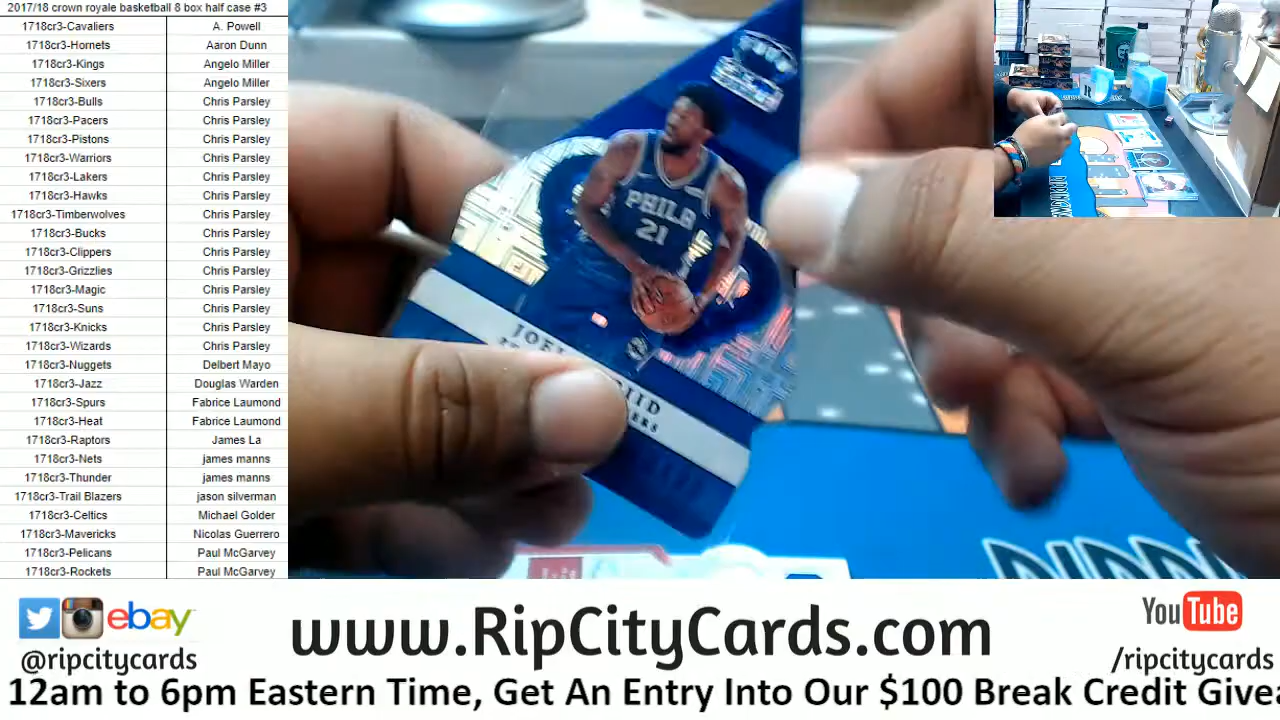 2017/18 crown royale basketball 8 box half case #3
1718cr3-Cavaliers A. Powell
1718cr3-Hornets Aaron Dunn
1718cr3-Kings Angelo Miller
1718cr3-Sixers Angelo Miller
1718cr3-Bulls Chris Parsley
1718cr3-Pacers Chris Parsley
1718cr3-Pistons Chris Parsley
1718cr3-Warriors Chris Parsley
1718cr3-Lakers Chris Parsley
1718cr3-Hawks Chris Parsley
1718cr3-Timberwolves Chris Parsley
1718cr3-Bucks Chris Parsley
1718cr3-Clippers Chris Parsley
1718cr3-Grizzlies Chris Parsley
1718cr3-Magic Chris Parsley
1718cr3-Suns Chris Parsley
1718cr3-Knicks Chris Parsley
1718cr3-Wizards Chris Parsley
1718cr3-Nuggets Delbert Mayo
1718cr3-Jazz Douglas Warden
1718cr3-Spurs Fabrice Laumond
1718cr3-Heat Fabrice Laumond
1718cr3-Raptors James La
1718cr3-Nets james manns
1718cr3-Thunder james manns
1718cr3-Trail Blazers jason silverman
1718cr3-Celtics Michael Golder
1718cr3-Mavericks Nicolas Guerrero
1718cr3-Pelicans Paul McGarvey
1718cr3-Rockets Paul McGarvey
PHILA
21
JOEL
IID
ebay
@ripcitycards
www.RipCityCards.com
YouTube
/ripcitycards
12am to 6pm Eastern Time, Get An Entry Into Our $100 Break Credit Givea